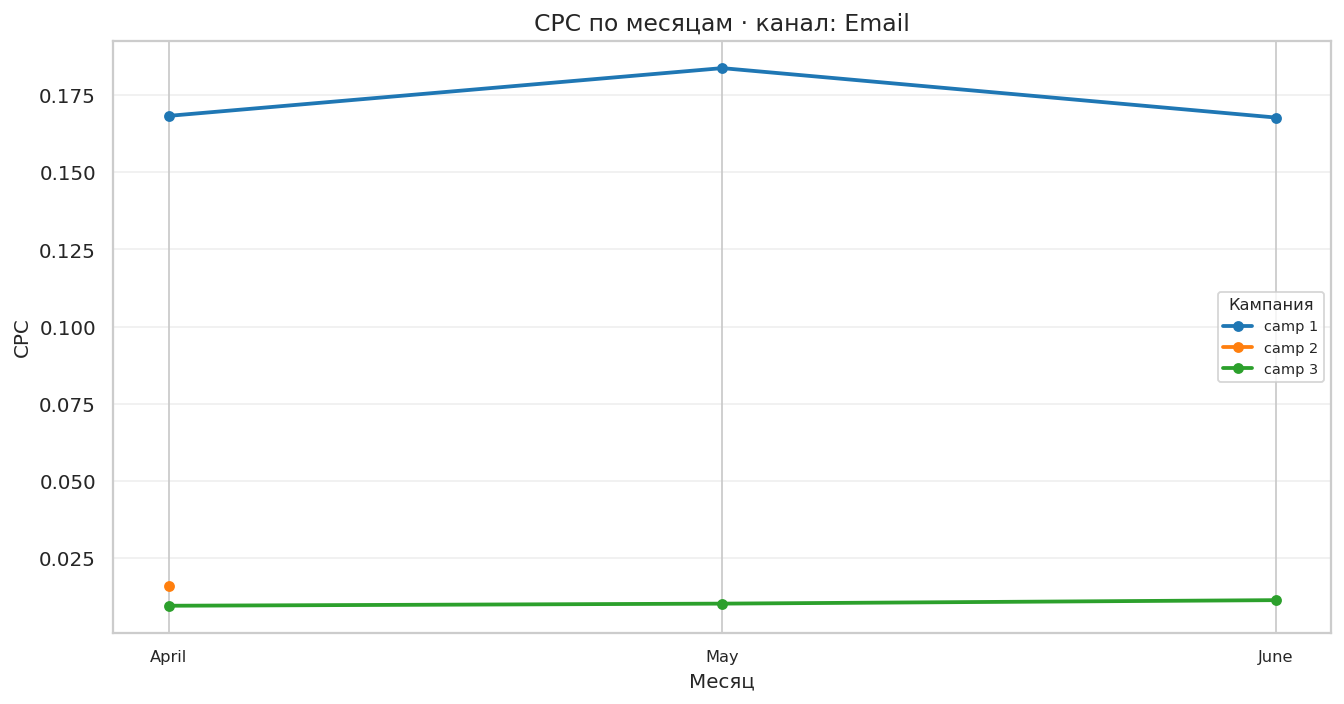 CPC по месяцам · канал: Email
CPC
0.175
0.150
0.125
0.100
0.075
0.050
0.025
Кампания
camp 1
camp 2
camp 3
April May June
Месяц